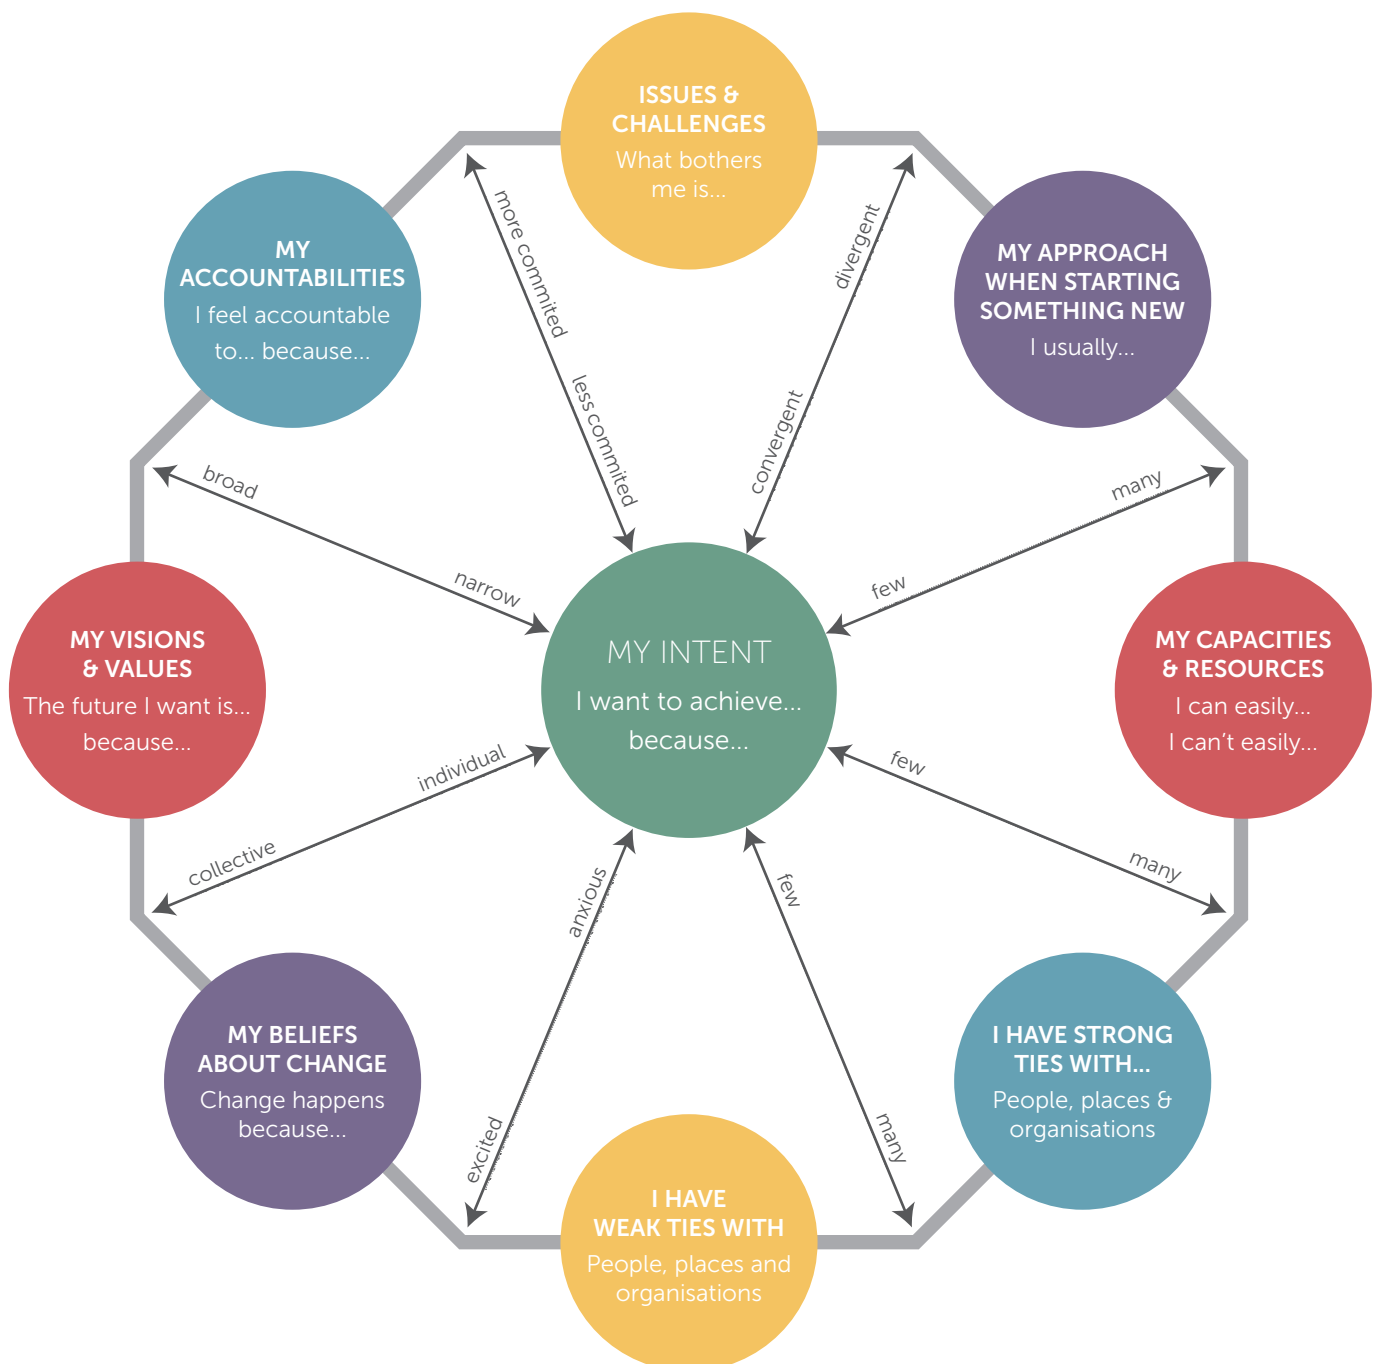 ISSUES &
CHALLENGES
What bothers
me is...
MY APPROACH
WHEN STARTING
SOMETHING NEW
I usually...
MY CAPACITIES
& RESOURCES
I can easily...
I can't easily...
I HAVE STRONG
TIES WITH...
People, places &
organisations
I HAVE
WEAK TIES WITH
People, places and
organisations
MY BELIEFS
ABOUT CHANGE
Change happens
because...
MY VISIONS
& VALUES
The future I want is...
because...
MY
ACCOUNTABILITIES
I feel accountable
to... because...
MY INTENT
I want to achieve...
because...
more commited
less commited
divergent
convergent
many
few
few
many
few
many
anxious
excited
individual
collective
broad
narrow